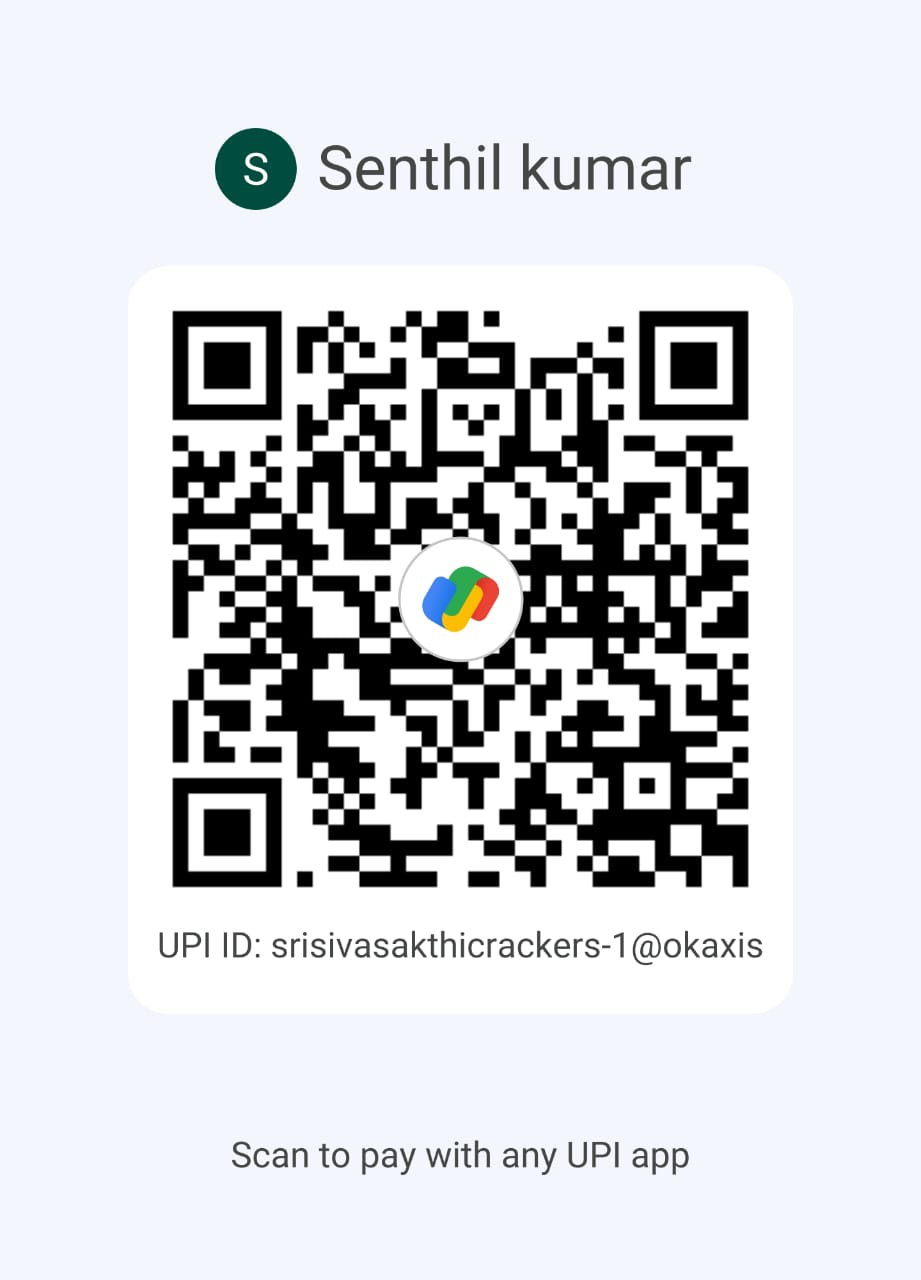 S Senthil kumar
UPI ID: srisivasakthicrackers-1@okaxis
Scan to pay with any UPI app